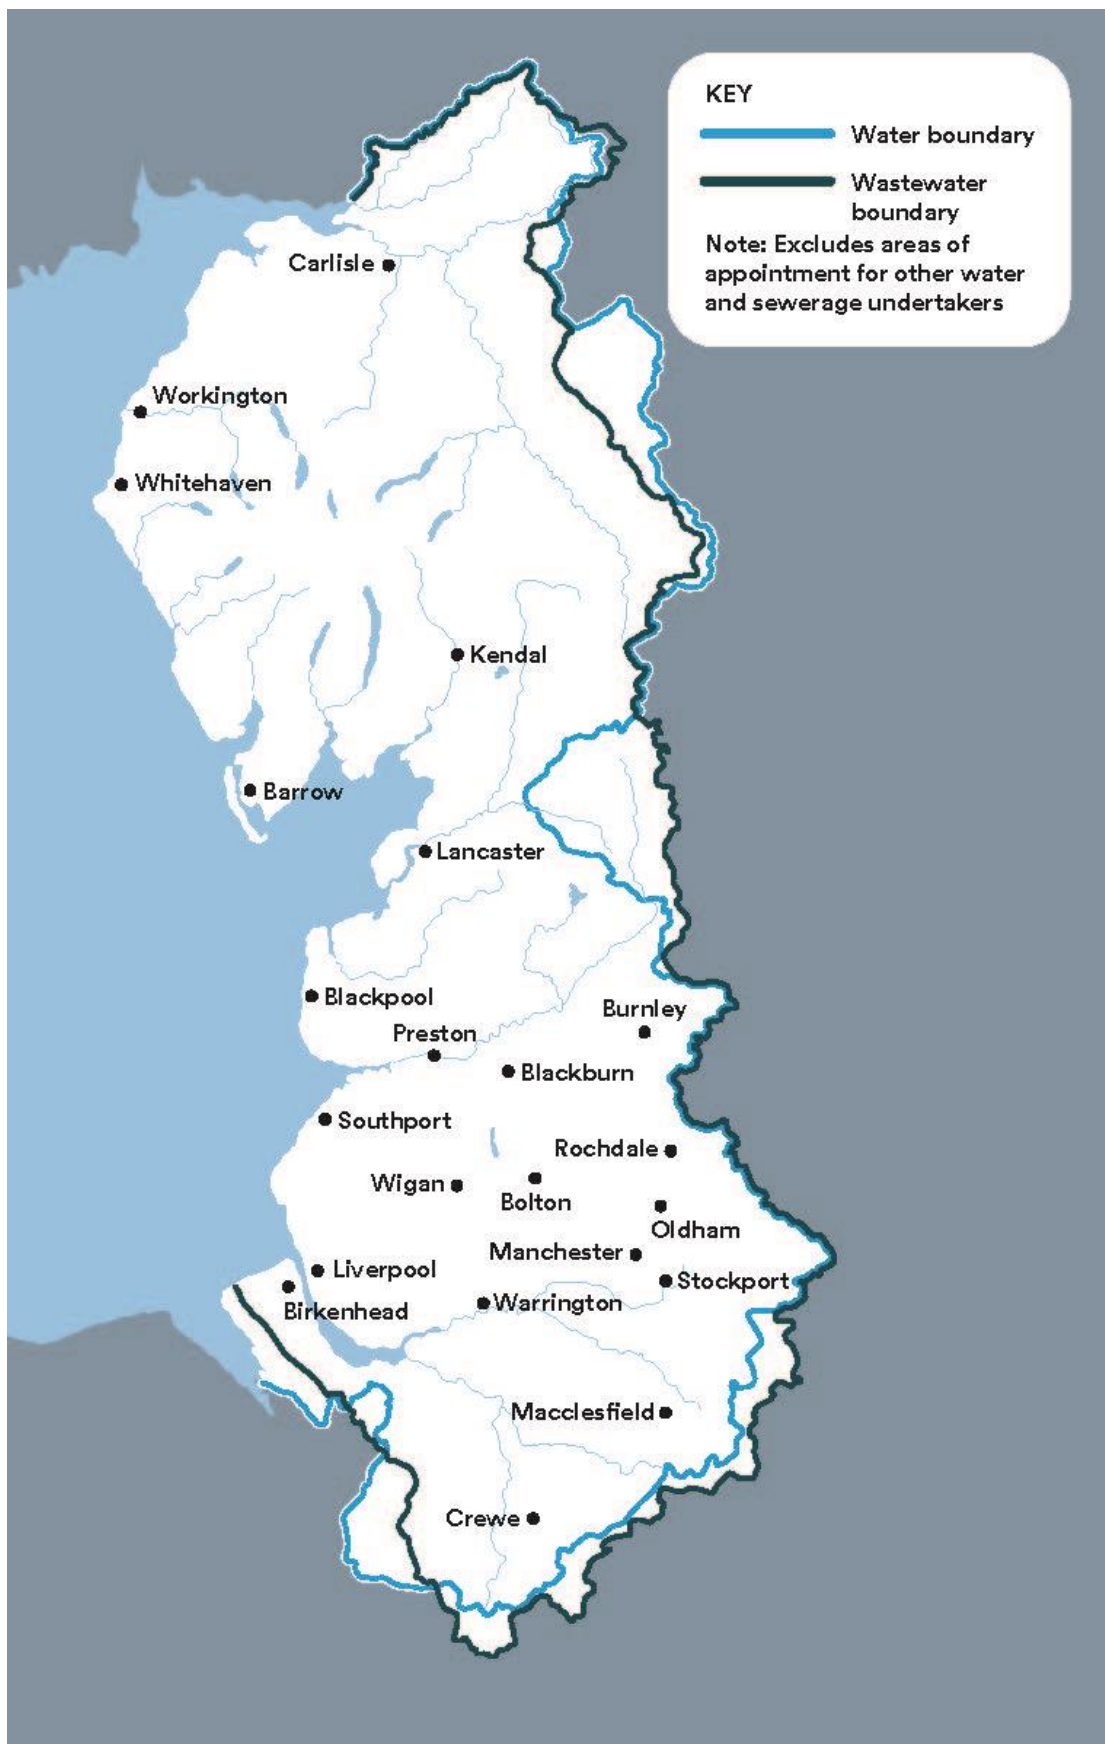 KEY
Water boundary
Wastewater
boundary
Note: Excludes areas of
appointment for other water
and sewerage undertakers
Carlisle
Workington
Whitehaven
Kendal
Barrow
Lancaster
Blackpool
Burnley
Preston
Blackburn
Southport
Rochdale
Wigan
Bolton
Oldham
Manchester
Liverpool
Stockport
Birkenhead
Warrington
Macclesfield
Crewe